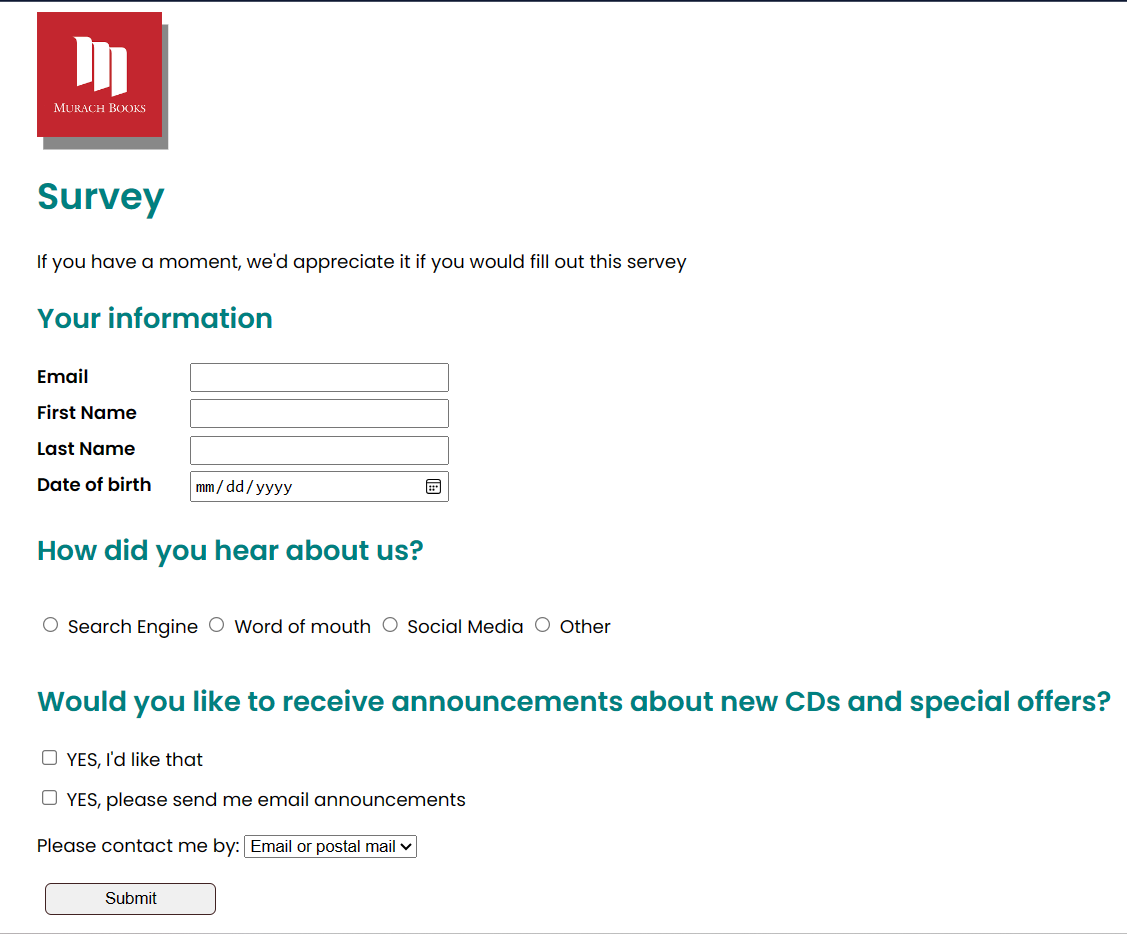 MURACH BOOKS
Survey
If you have a moment, we'd appreciate it if you would fill out this servey
Your information
Email
First Name
Last Name
Date of birth mm/dd/yyyy
How did you hear about us?
Search Engine Word of mouth Social Media Other
Would you like to receive announcements about new CDs and special offers?
YES, I'd like that
YES, please send me email announcements
Please contact me by: Email or postal mail
Submit